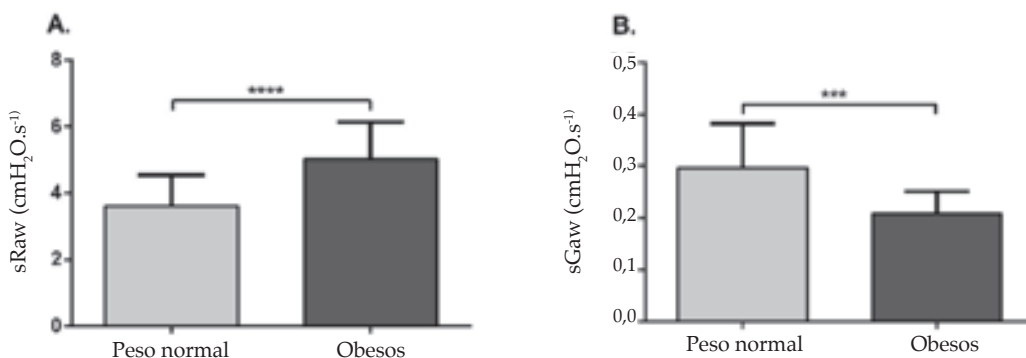 A.
sRaw (cmH₂O.s⁻¹)
8
6
4
2
0
****
Peso normal
Obesos
B.
sGaw (cmH₂O.s⁻¹)
0,5
0,4
0,3
0,2
0,1
0,0
***
Peso normal
Obesos